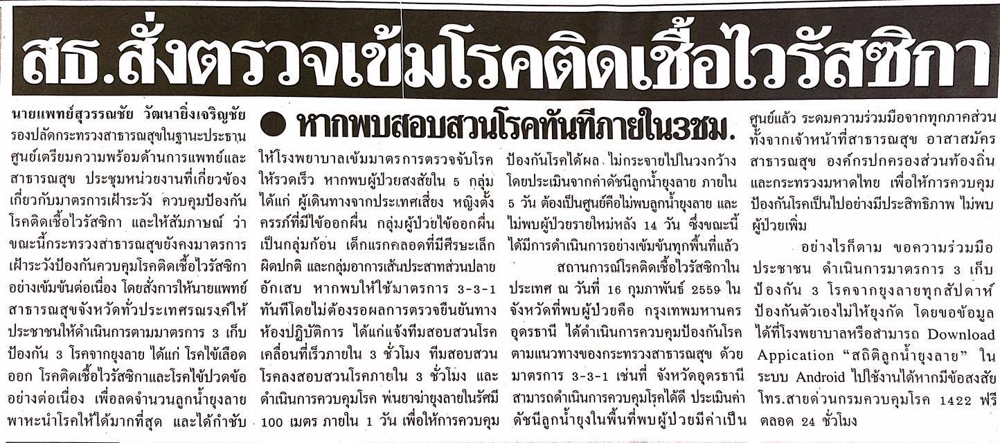 สธ.สั่งตรวจเข้มโรคติดเชื้อไวรัสซิกา
● หากพบสอบสวนโรคทันทีภายใน3ชม.
นายแพทย์สุวรรณชัย วัฒนายิ่งเจริญชัย
รองปลัดกระทรวงสาธารณสุขในฐานะประธาน
ศูนย์เตรียมความพร้อมด้านการแพทย์และ
สาธารณสุข ประชุมหน่วยงานที่เกี่ยวข้อง
เกี่ยวกับมาตรการเฝ้าระวัง ควบคุมป้องกัน
โรคติดเชื้อไวรัสซิกา และให้สัมภาษณ์ ว่า
ขณะนี้กระทรวงสาธารณสุขยังคงมาตรการ
เฝ้าระวังป้องกันควบคุมโรคติดเชื้อไวรัสซิกา
อย่างเข้มข้นต่อเนื่อง โดยสั่งการให้นายแพทย์
สาธารณสุขจังหวัดทั่วประเทศรณรงค์ให้
ประชาชนให้ดำเนินการตามมาตรการ 3 เก็บ
ป้องกัน 3 โรคจากยุงลาย ได้แก่ โรคไข้เลือด
ออก โรคติดเชื้อไวรัสซิกาและโรคไข้ปวดข้อ
อย่างต่อเนื่อง เพื่อลดจำนวนลูกน้ำยุงลาย
พาหะนำโรคให้ได้มากที่สุด และได้กำชับ
ให้โรงพยาบาลเข้มมาตรการตรวจจับโรค
ให้รวดเร็ว หากพบผู้ป่วยสงสัยใน 5 กลุ่ม
ได้แก่ ผู้เดินทางจากประเทศเสี่ยง หญิงตั้ง
ครรภ์ที่มีไข้ออกผื่น กลุ่มผู้ป่วยไข้ออกผื่น
เป็นกลุ่มก้อน เด็กแรกคลอดที่มีศีรษะเล็ก
ผิดปกติ และกลุ่มอาการเส้นประสาทส่วนปลาย
อักเสบ หากพบให้ใช้มาตรการ 3-3-1
ทันทีโดยไม่ต้องรอผลการตรวจยืนยันทาง
ห้องปฏิบัติการ ได้แก่แจ้งทีมสอบสวนโรค
เคลื่อนที่เร็วภายใน 3 ชั่วโมง ทีมสอบสวน
โรคลงสอบสวนโรคภายใน 3 ชั่วโมง และ
ดำเนินการควบคุมโรค พ่นยาฆ่ายุงลายในรัศมี
100 เมตร ภายใน 1 วัน เพื่อให้การควบคุม
ป้องกันโรคได้ผล ไม่กระจายไปในวงกว้าง
โดยประเมินจากค่าดัชนีลูกน้ำยุงลาย ภายใน
5 วัน ต้องเป็นศูนย์คือไม่พบลูกน้ำยุงลาย และ
ไม่พบผู้ป่วยรายใหม่หลัง 14 วัน ซึ่งขณะนี้
ได้มีการดำเนินการอย่างเข้มข้นทุกพื้นที่แล้ว
สถานการณ์โรคติดเชื้อไวรัสซิกาใน
ประเทศ ณ วันที่ 16 กุมภาพันธ์ 2559 ใน
จังหวัดที่พบผู้ป่วยคือ กรุงเทพมหานคร
อุดรธานี ได้ดำเนินการควบคุมป้องกันโรค
ตามแนวทางของกระทรวงสาธารณสุข ด้วย
มาตรการ 3-3-1 เช่นที่ จังหวัดอุดรธานี
สามารถดำเนินการควบคุมโรคได้ดี ประเมินค่า
ดัชนีลูกน้ำยุงในพื้นที่พบผู้ป่วยมีค่าเป็น
ศูนย์แล้ว ระดมความร่วมมือจากทุกภาคส่วน
ทั้งจากเจ้าหน้าที่สาธารณสุข อาสาสมัคร
สาธารณสุข องค์กรปกครองส่วนท้องถิ่น
และกระทรวงมหาดไทย เพื่อให้การควบคุม
ป้องกันโรคเป็นไปอย่างมีประสิทธิภาพ ไม่พบ
ผู้ป่วยเพิ่ม
อย่างไรก็ตาม ขอความร่วมมือ
ประชาชน ดำเนินการมาตรการ 3 เก็บ
ป้องกัน 3 โรคจากยุงลายทุกสัปดาห์
ป้องกันตัวเองไม่ให้ยุงกัด โดยขอข้อมูล
ได้ที่โรงพยาบาลหรือสามารถ Download
Appication “สถิติลูกน้ำยุงลาย” ใน
ระบบ Android ไปใช้งานได้หากมีข้อสงสัย
โทร.สายด่วนกรมควบคุมโรค 1422 ฟรี
ตลอด 24 ชั่วโมง